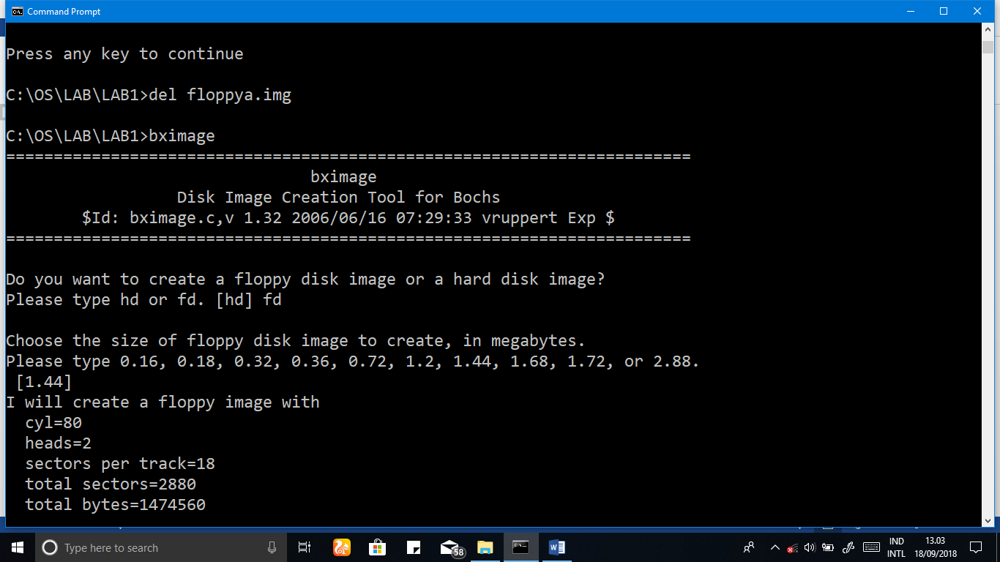 Command Prompt
Press any key to continue
C:\OS\LAB\LAB1>del floppya.img
C:\OS\LAB\LAB1>bximage
========================================================================
bximage
Disk Image Creation Tool for Bochs
$Id: bximage.c,v 1.32 2006/06/16 07:29:33 vruppert Exp $
========================================================================
Do you want to create a floppy disk image or a hard disk image?
Please type hd or fd. [hd] fd
Choose the size of floppy disk image to create, in megabytes.
Please type 0.16, 0.18, 0.32, 0.36, 0.72, 1.2, 1.44, 1.68, 1.72, or 2.88.
[1.44]
I will create a floppy image with
cyl=80
heads=2
sectors per track=18
total sectors=2880
total bytes=1474560
Type here to search
58
IND
INTL
13.03
18/09/2018